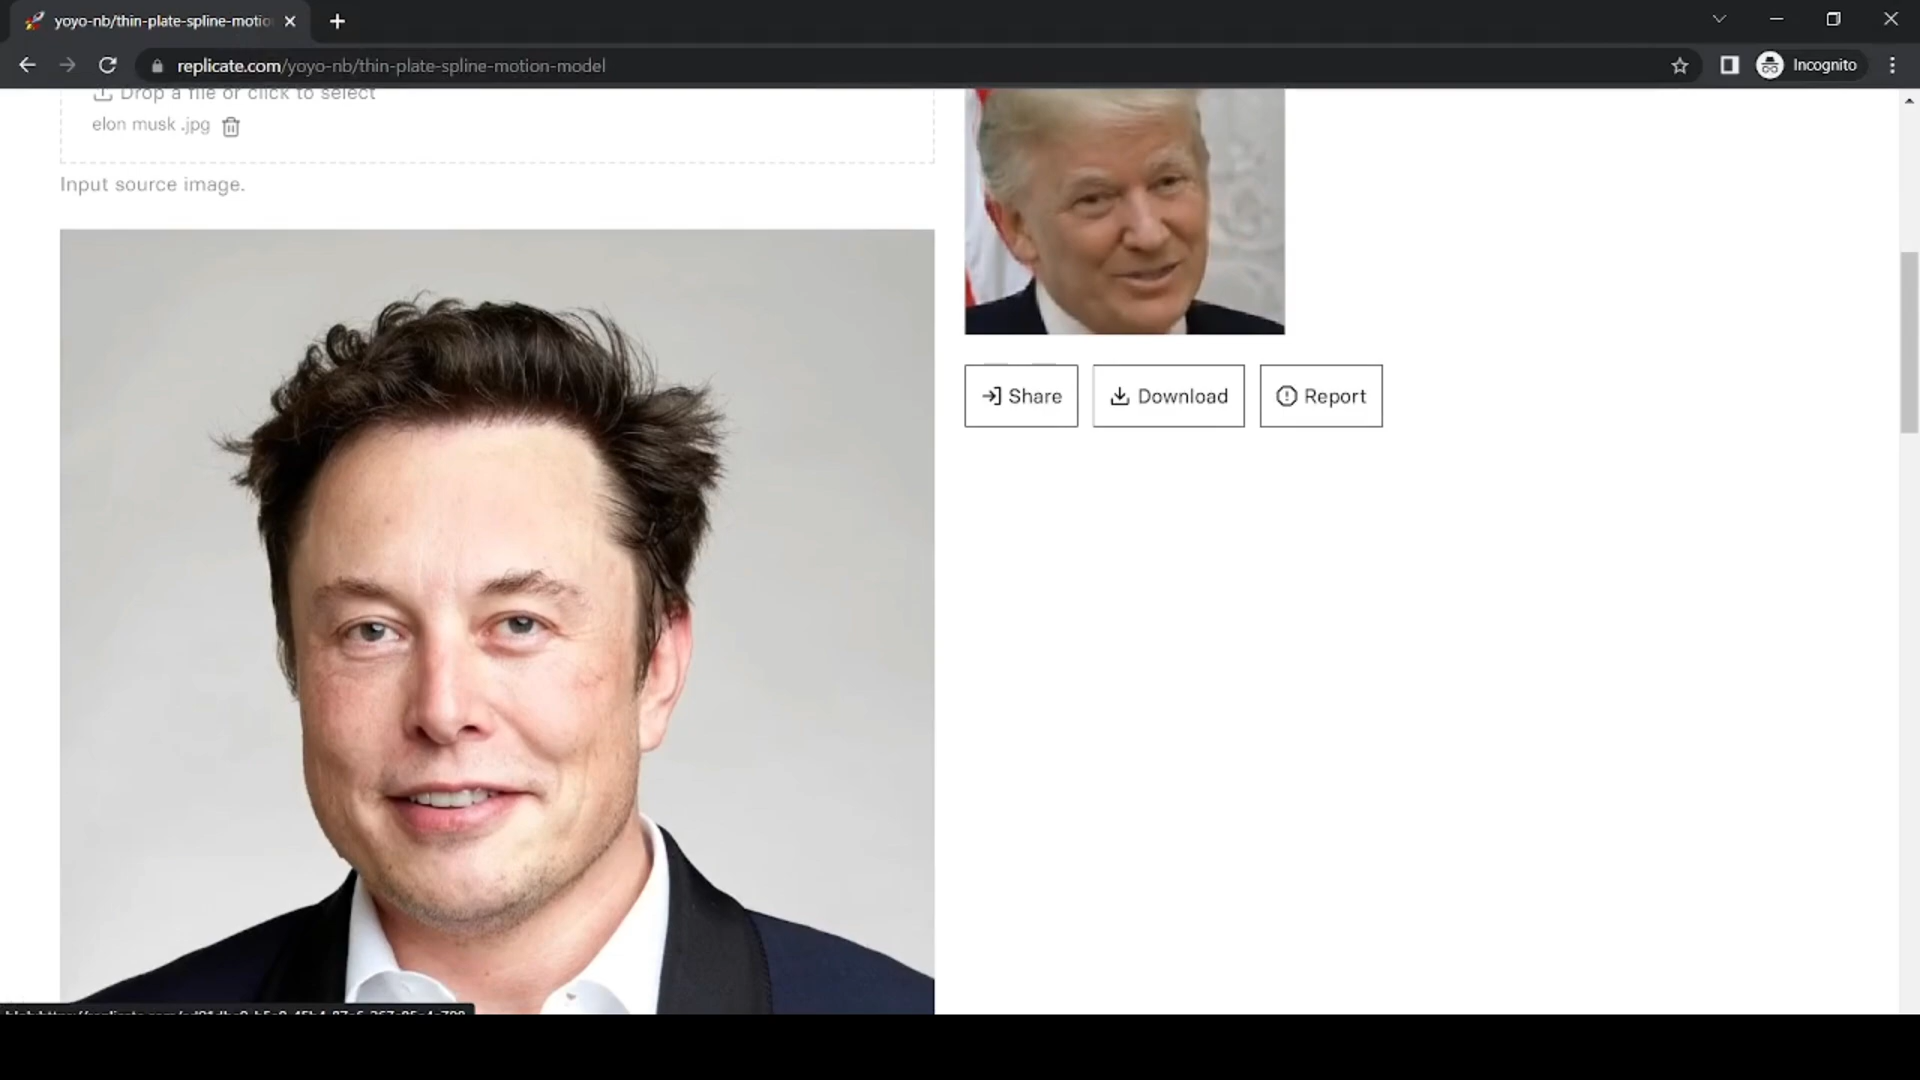 yoyo-nb/thin-plate-spline-motio
replicate.com/yoyo-nb/thin-plate-spline-motion-model
Incognito
Drop a file or click to select
elon musk .jpg
Input source image.
Share
Download
Report